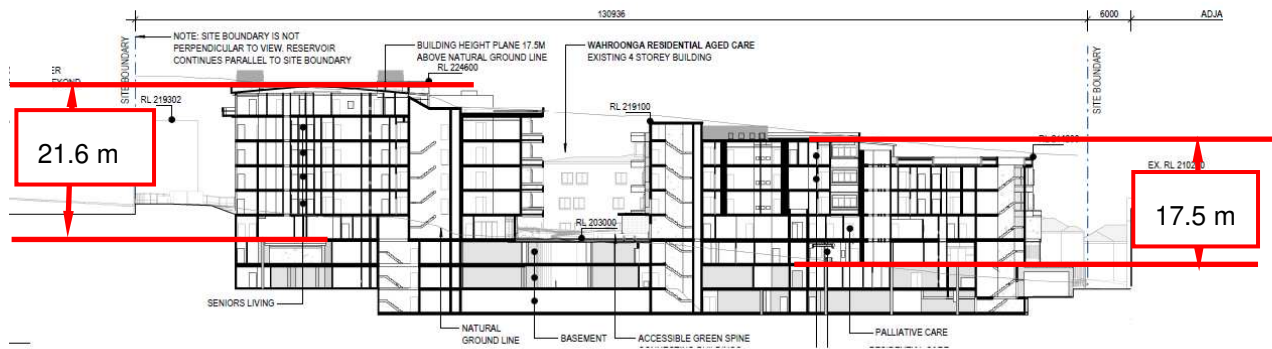 130936
6000
ADJA
NOTE: SITE BOUNDARY IS NOT
PERPENDICULAR TO VIEW, RESERVOIR
CONTINUES PARALLEL TO SITE BOUNDARY
BUILDING HEIGHT PLANE 17.5M
ABOVE NATURAL GROUND LINE
RL 224600
WAHROONGA RESIDENTIAL AGED CARE
EXISTING 4 STOREY BUILDING
SITE BOUNDARY
SITE BOUNDARY
ER
RL 219302
RL 219100
21.6 m
EX. RL
17.5 m
RL 203000
SENIORS LIVING
NATURAL
GROUND LINE
BASEMENT
ACCESSIBLE GREEN SPINE
PALLIATIVE CARE